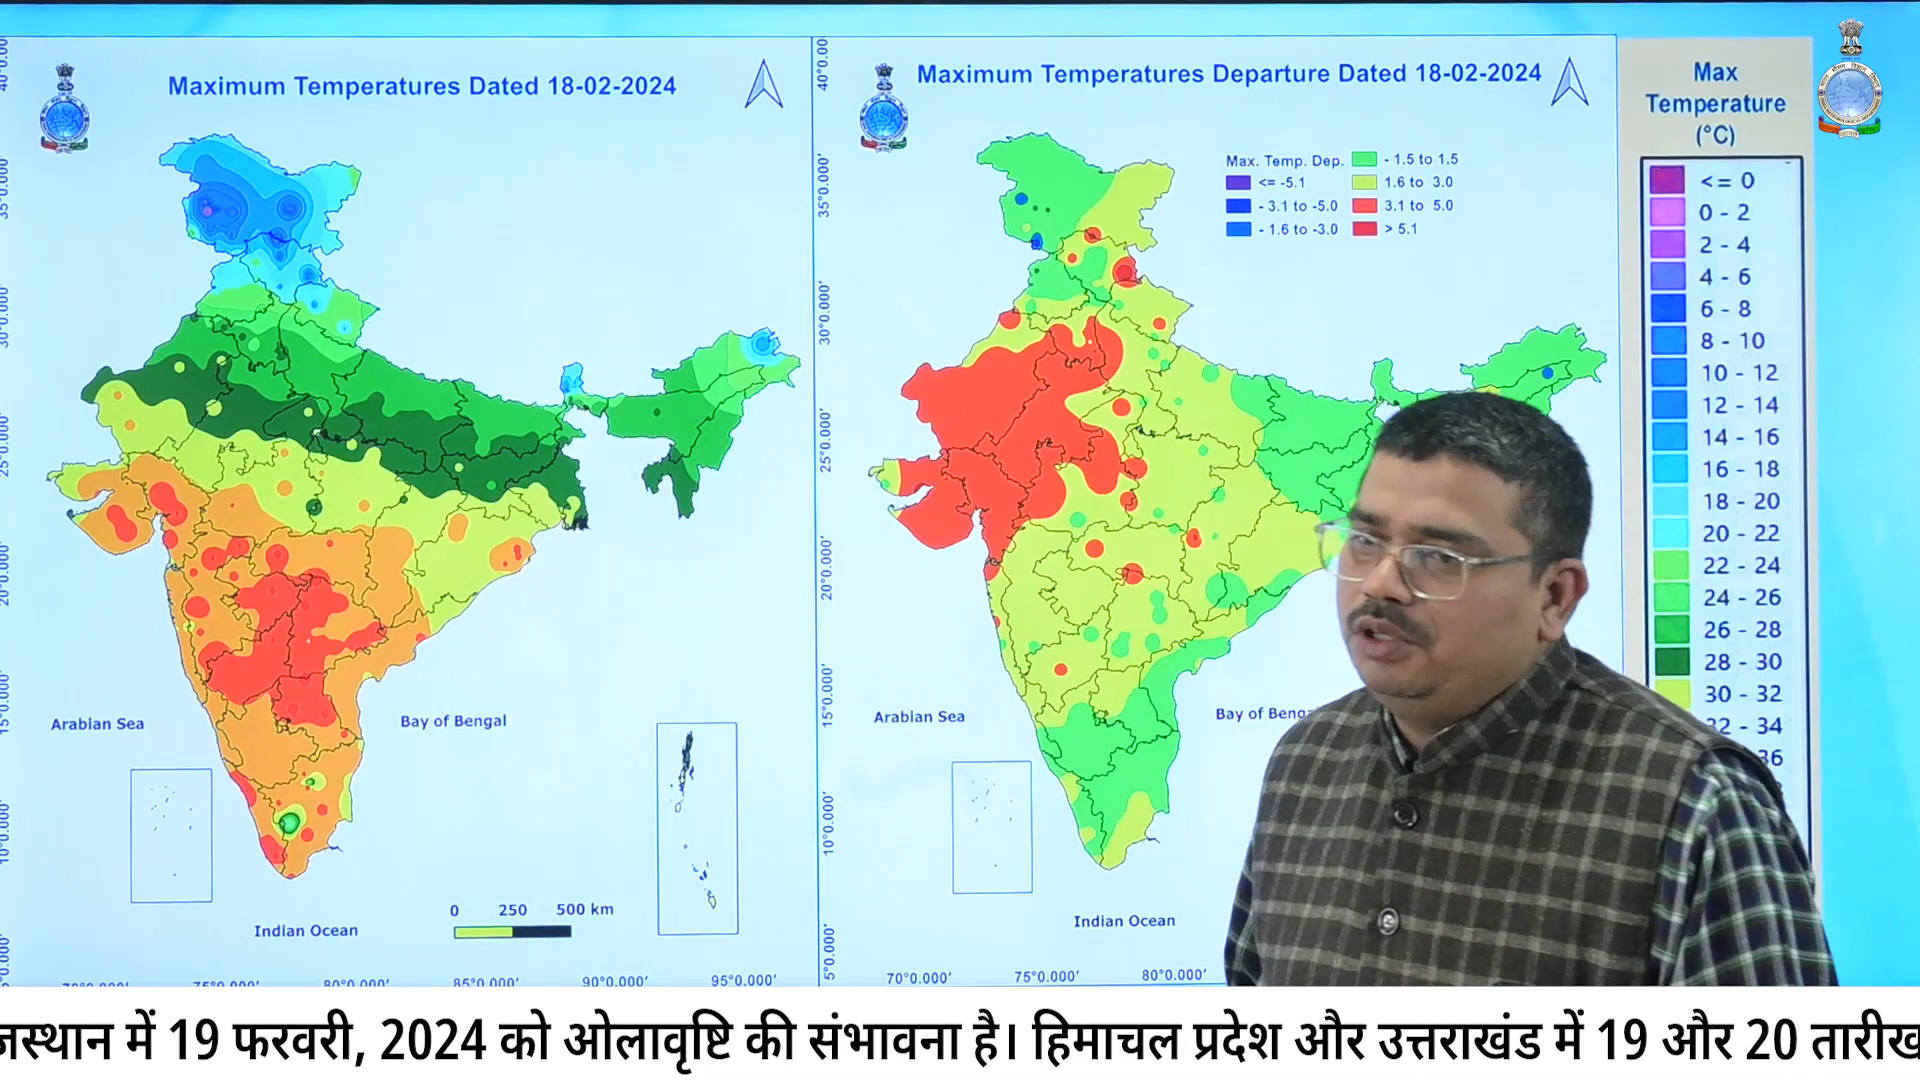 Maximum Temperatures Dated 18-02-2024
Arabian Sea
Bay of Bengal
Indian Ocean
0 250 500 km
85°0.000′ 90°0.000′ 95°0.000′
Maximum Temperatures Departure Dated 18-02-2024
40°0.00
35°0.000′
30°0.000′
25°0.000′
20°0.000′
15°0.000′
10°0.000′
5°0.000′
Max. Temp. Dep.
<= -5.1
- 3.1 to -5.0
- 1.6 to -3.0
- 1.5 to 1.5
1.6 to 3.0
3.1 to 5.0
> 5.1
Arabian Sea
Bay of
Indian Ocean
70°0.000′ 75°0.000′ 80°0.000′
Max
Temperature
(°C)
<= 0
0 - 2
2 - 4
4 - 6
6 - 8
8 - 10
10 - 12
12 - 14
14 - 16
16 - 18
18 - 20
20 - 22
22 - 24
24 - 26
26 - 28
28 - 30
30 - 32
- 34
में 19 फरवरी, 2024 को ओलावृष्टि की संभावना है। हिमाचल प्रदेश और उत्तराखंड में 19 और 20 तारीख